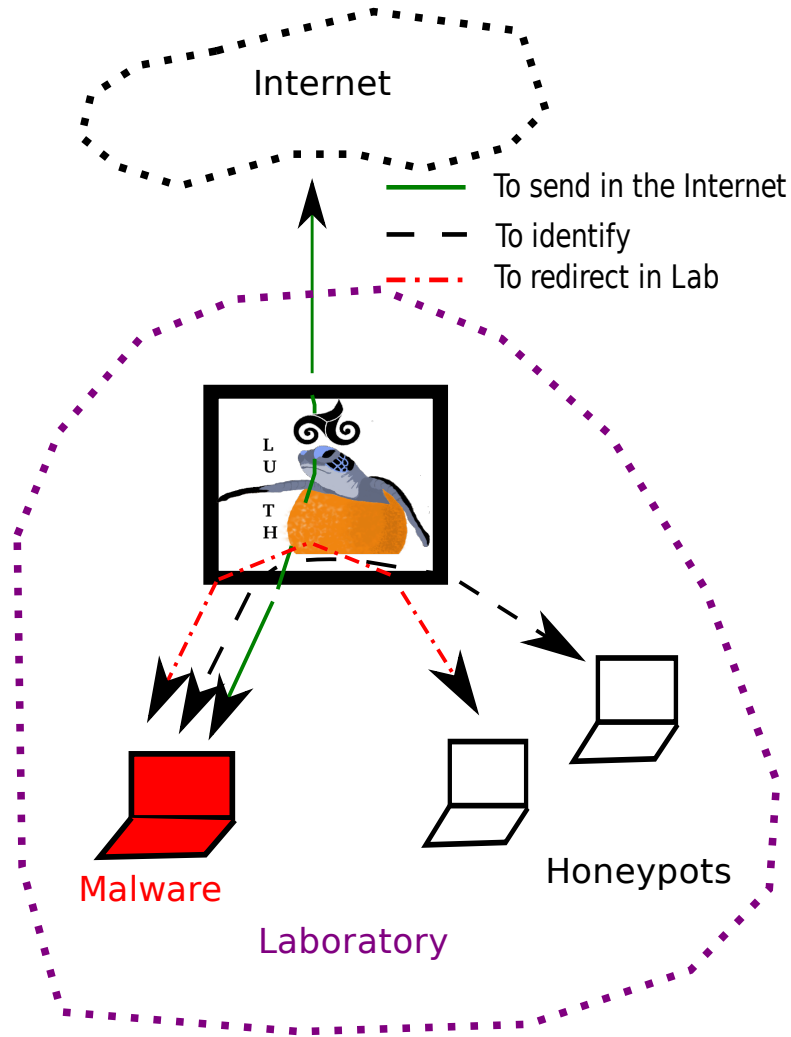 Internet
To send in the Internet
To identify
To redirect in Lab
L
U
T
H
Honeypots
Malware
Laboratory